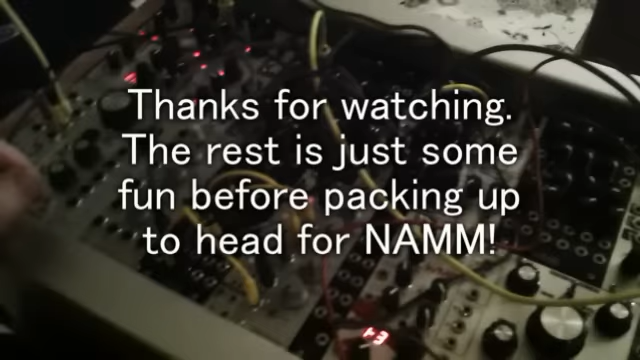 Thanks for watching.
The rest is just some
fun before packing up
to head for NAMM!